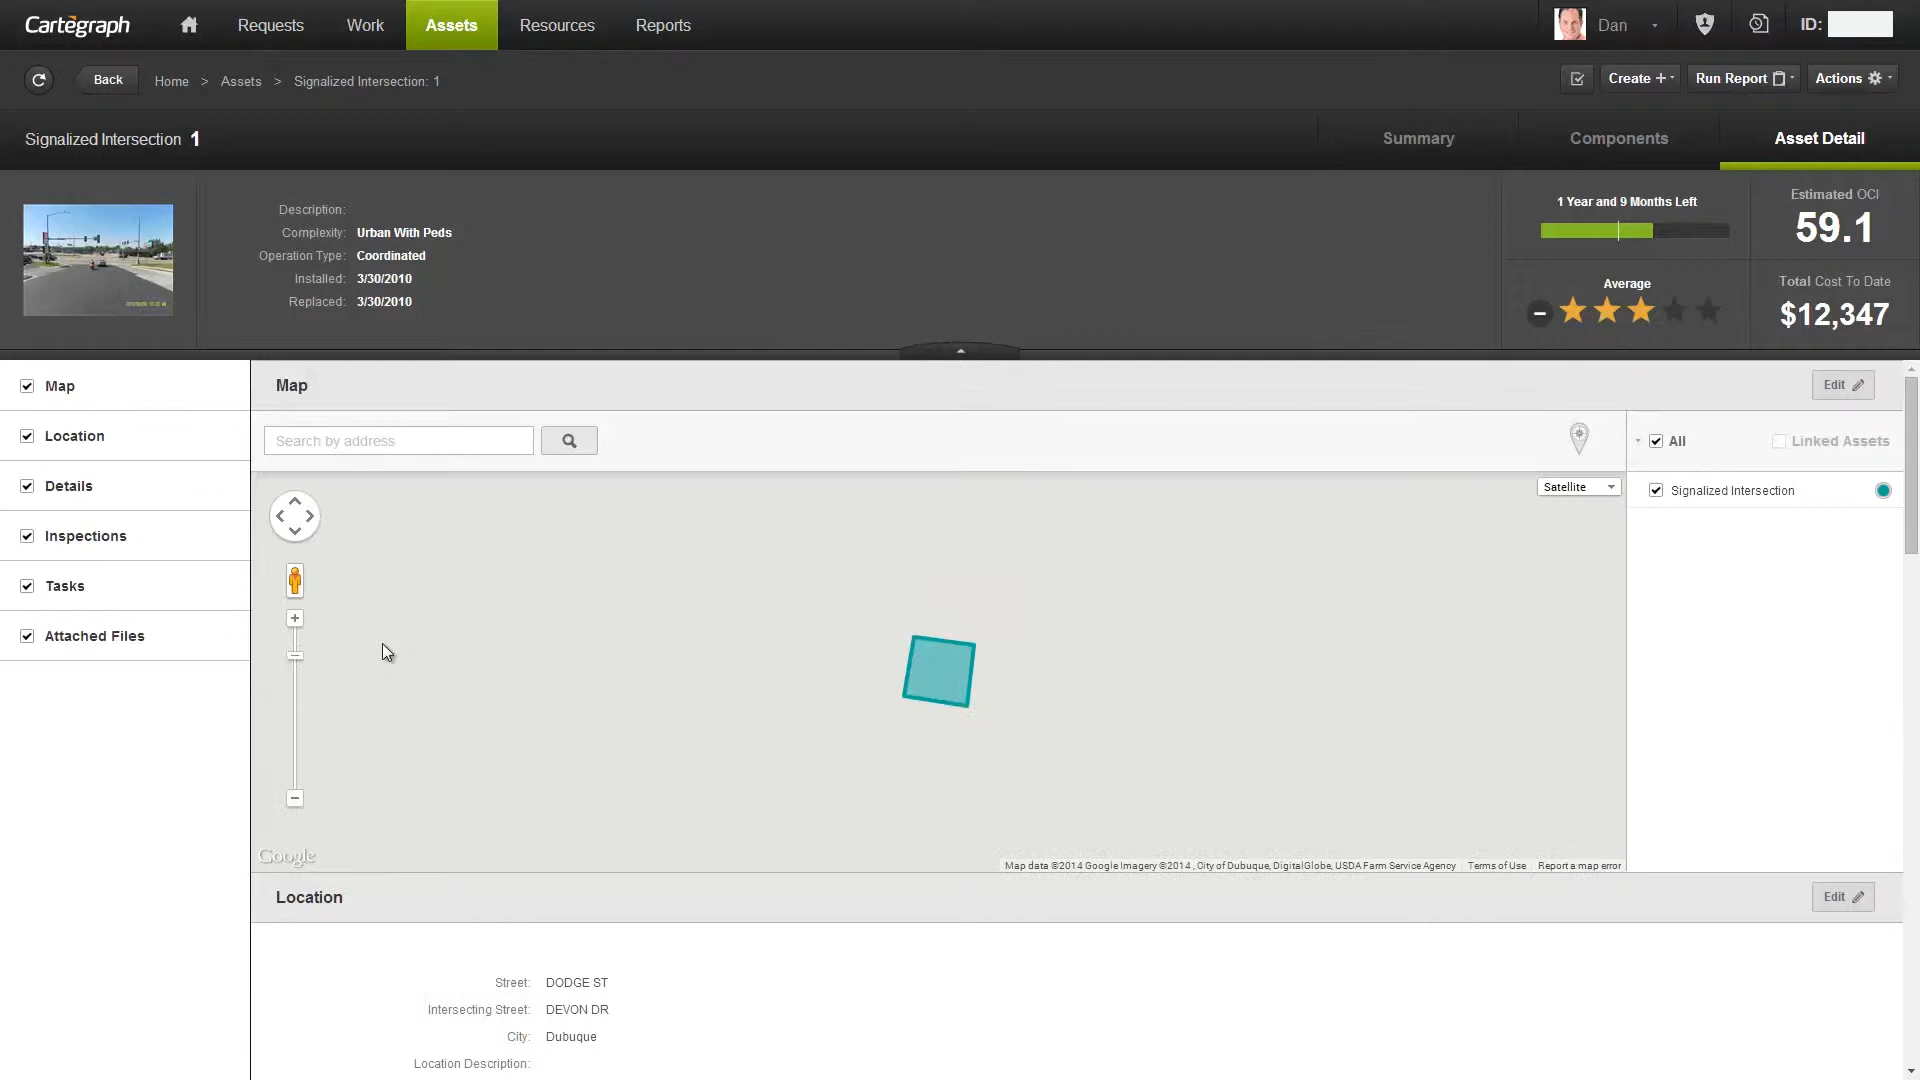 Cartêgraph
Requests
Work
Assets
Resources
Reports
Dan
ID:
Back
Home > Assets > Signalized Intersection: 1
Create +
Run Report
Actions
Signalized Intersection 1
Summary
Components
Asset Detail
Description:
Complexity: Urban With Peds
Operation Type: Coordinated
Installed: 3/30/2010
Replaced: 3/30/2010
1 Year and 9 Months Left
Average
Estimated OCI
59.1
Total Cost To Date
$12,347
Map
Location
Details
Inspections
Tasks
Attached Files
Map
Edit
Search by address
All
Linked Assets
Satellite
Signalized Intersection
Google
Map data ©2014 Google Imagery ©2014 , City of Dubuque, DigitalGlobe, USDA Farm Service Agency
Terms of Use
Report a map error
Location
Edit
Street: DODGE ST
Intersecting Street: DEVON DR
City: Dubuque
Location Description: